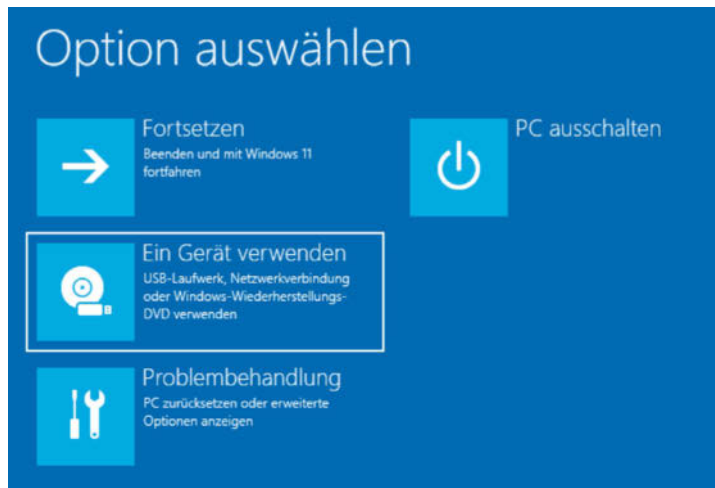 Option auswählen
Fortsetzen
Beenden und mit Windows 11
fortfahren
PC ausschalten
Ein Gerät verwenden
USB-Laufwerk, Netzwerkverbindung
oder Windows-Wiederherstellungs-
DVD verwenden
Problembehandlung
PC zurücksetzen oder erweiterte
Optionen anzeigen